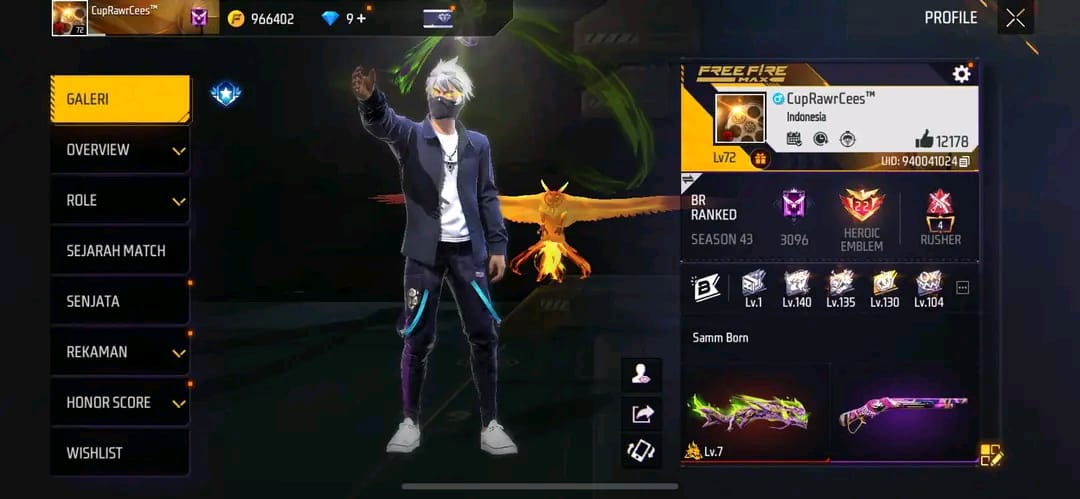 CupRawrCees™
72
966402
9+
PROFILE
GALERI
OVERVIEW
ROLE
SEJARAH MATCH
SENJATA
REKAMAN
HONOR SCORE
WISHLIST
FREE FIRE
MAX
CupRawrCees™
Indonesia
12178
Lv72
UID: 940041024
BR
RANKED
SEASON 43
3096
22
HEROIC
EMBLEM
4
RUSHER
B
Lv.1
Lv.140
Lv.135
Lv.130
Lv.104
Samm Born
Lv.7